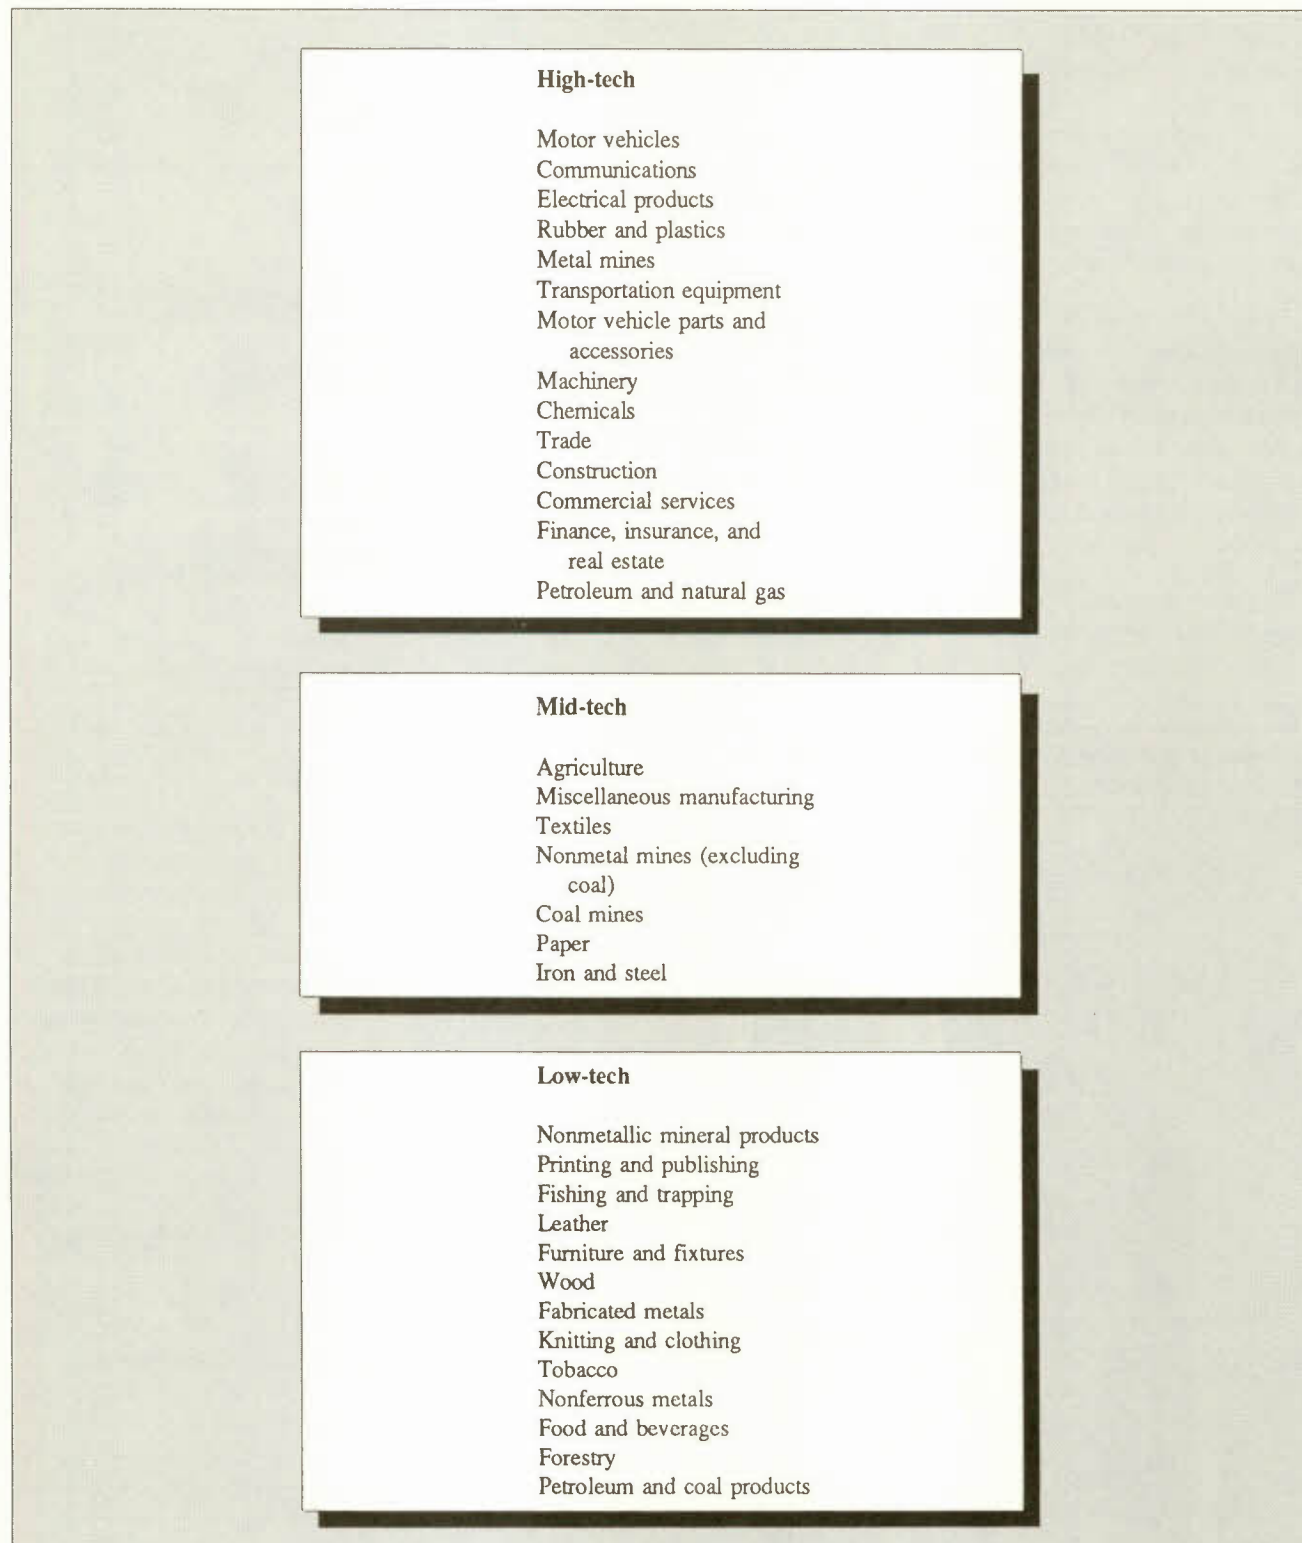 High-tech
Motor vehicles
Communications
Electrical products
Rubber and plastics
Metal mines
Transportation equipment
Motor vehicle parts and
accessories
Machinery
Chemicals
Trade
Construction
Commercial services
Finance, insurance, and
real estate
Petroleum and natural gas
Mid-tech
Agriculture
Miscellaneous manufacturing
Textiles
Nonmetal mines (excluding
coal)
Coal mines
Paper
Iron and steel
Low-tech
Nonmetallic mineral products
Printing and publishing
Fishing and trapping
Leather
Furniture and fixtures
Wood
Fabricated metals
Knitting and clothing
Tobacco
Nonferrous metals
Food and beverages
Forestry
Petroleum and coal products